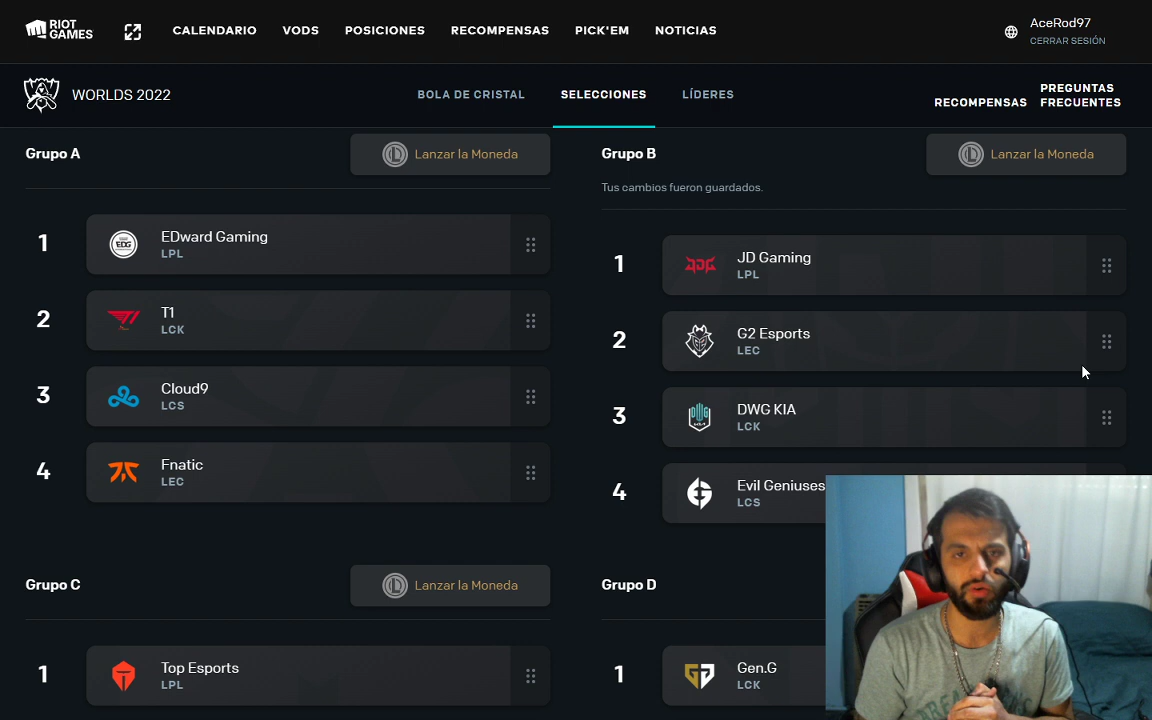 RIOT
GAMES
CALENDARIO
VODS
POSICIONES
RECOMPENSAS
PICK'EM
NOTICIAS
AceRod97
CERRAR SESIÓN
WORLDS 2022
BOLA DE CRISTAL
SELECCIONES
LÍDERES
RECOMPENSAS
PREGUNTAS
FRECUENTES
Grupo A
Lanzar la Moneda
1
EDG
EDward Gaming
LPL
2
T1
LCK
3
Cloud9
LCS
4
Fnatic
LEC
Grupo B
Lanzar la Moneda
Tus cambios fueron guardados.
1
JDG
JD Gaming
LPL
2
G2 Esports
LEC
3
DWG KIA
LCK
4
Evil Geniuses
LCS
Grupo C
Lanzar la Moneda
1
Top Esports
LPL
Grupo D
1
Gen.G
LCK